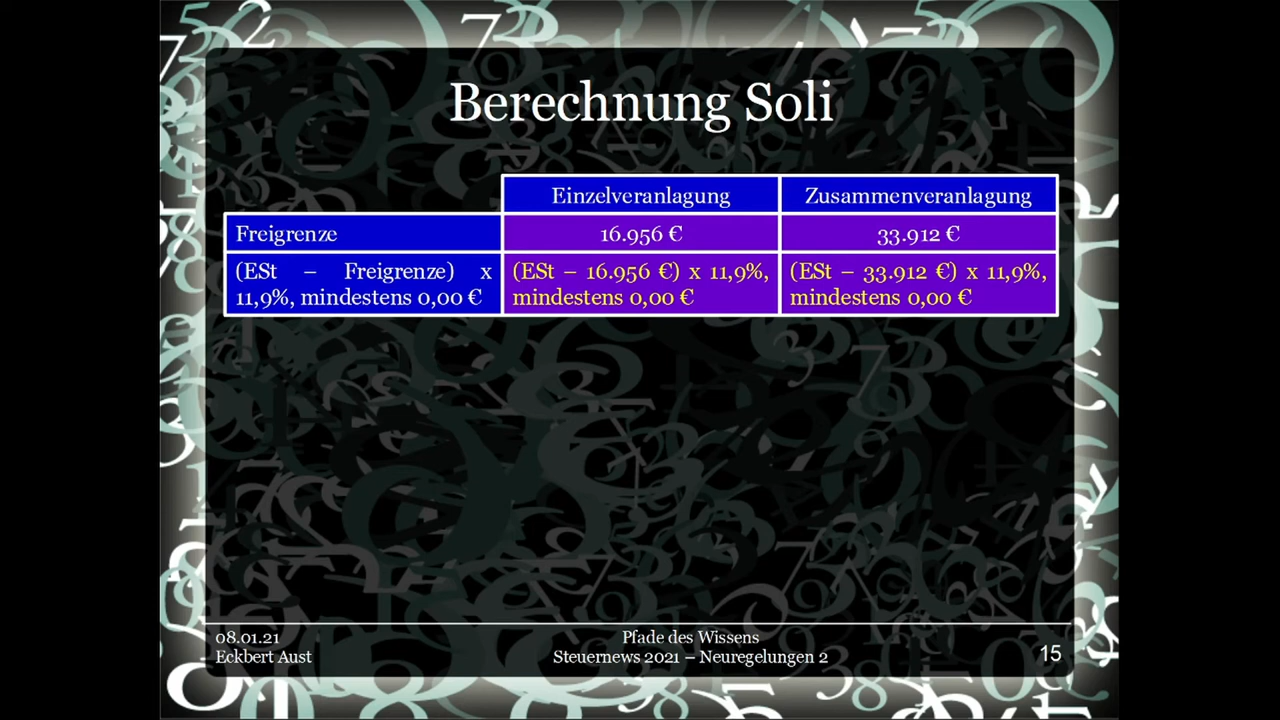 Berechnung Soli
Einzelveranlagung Zusammenveranlagung
Freigrenze 16.956 € 33.912 €
(ESt – Freigrenze) x (ESt – 16.956 €) x 11,9%, (ESt – 33.912 €) x 11,9%,
11,9%, mindestens 0,00 € mindestens 0,00 € mindestens 0,00 €
08.01.21 Pfade des Wissens
Eckbert Aust Steuernews 2021 – Neuregelungen 2 15